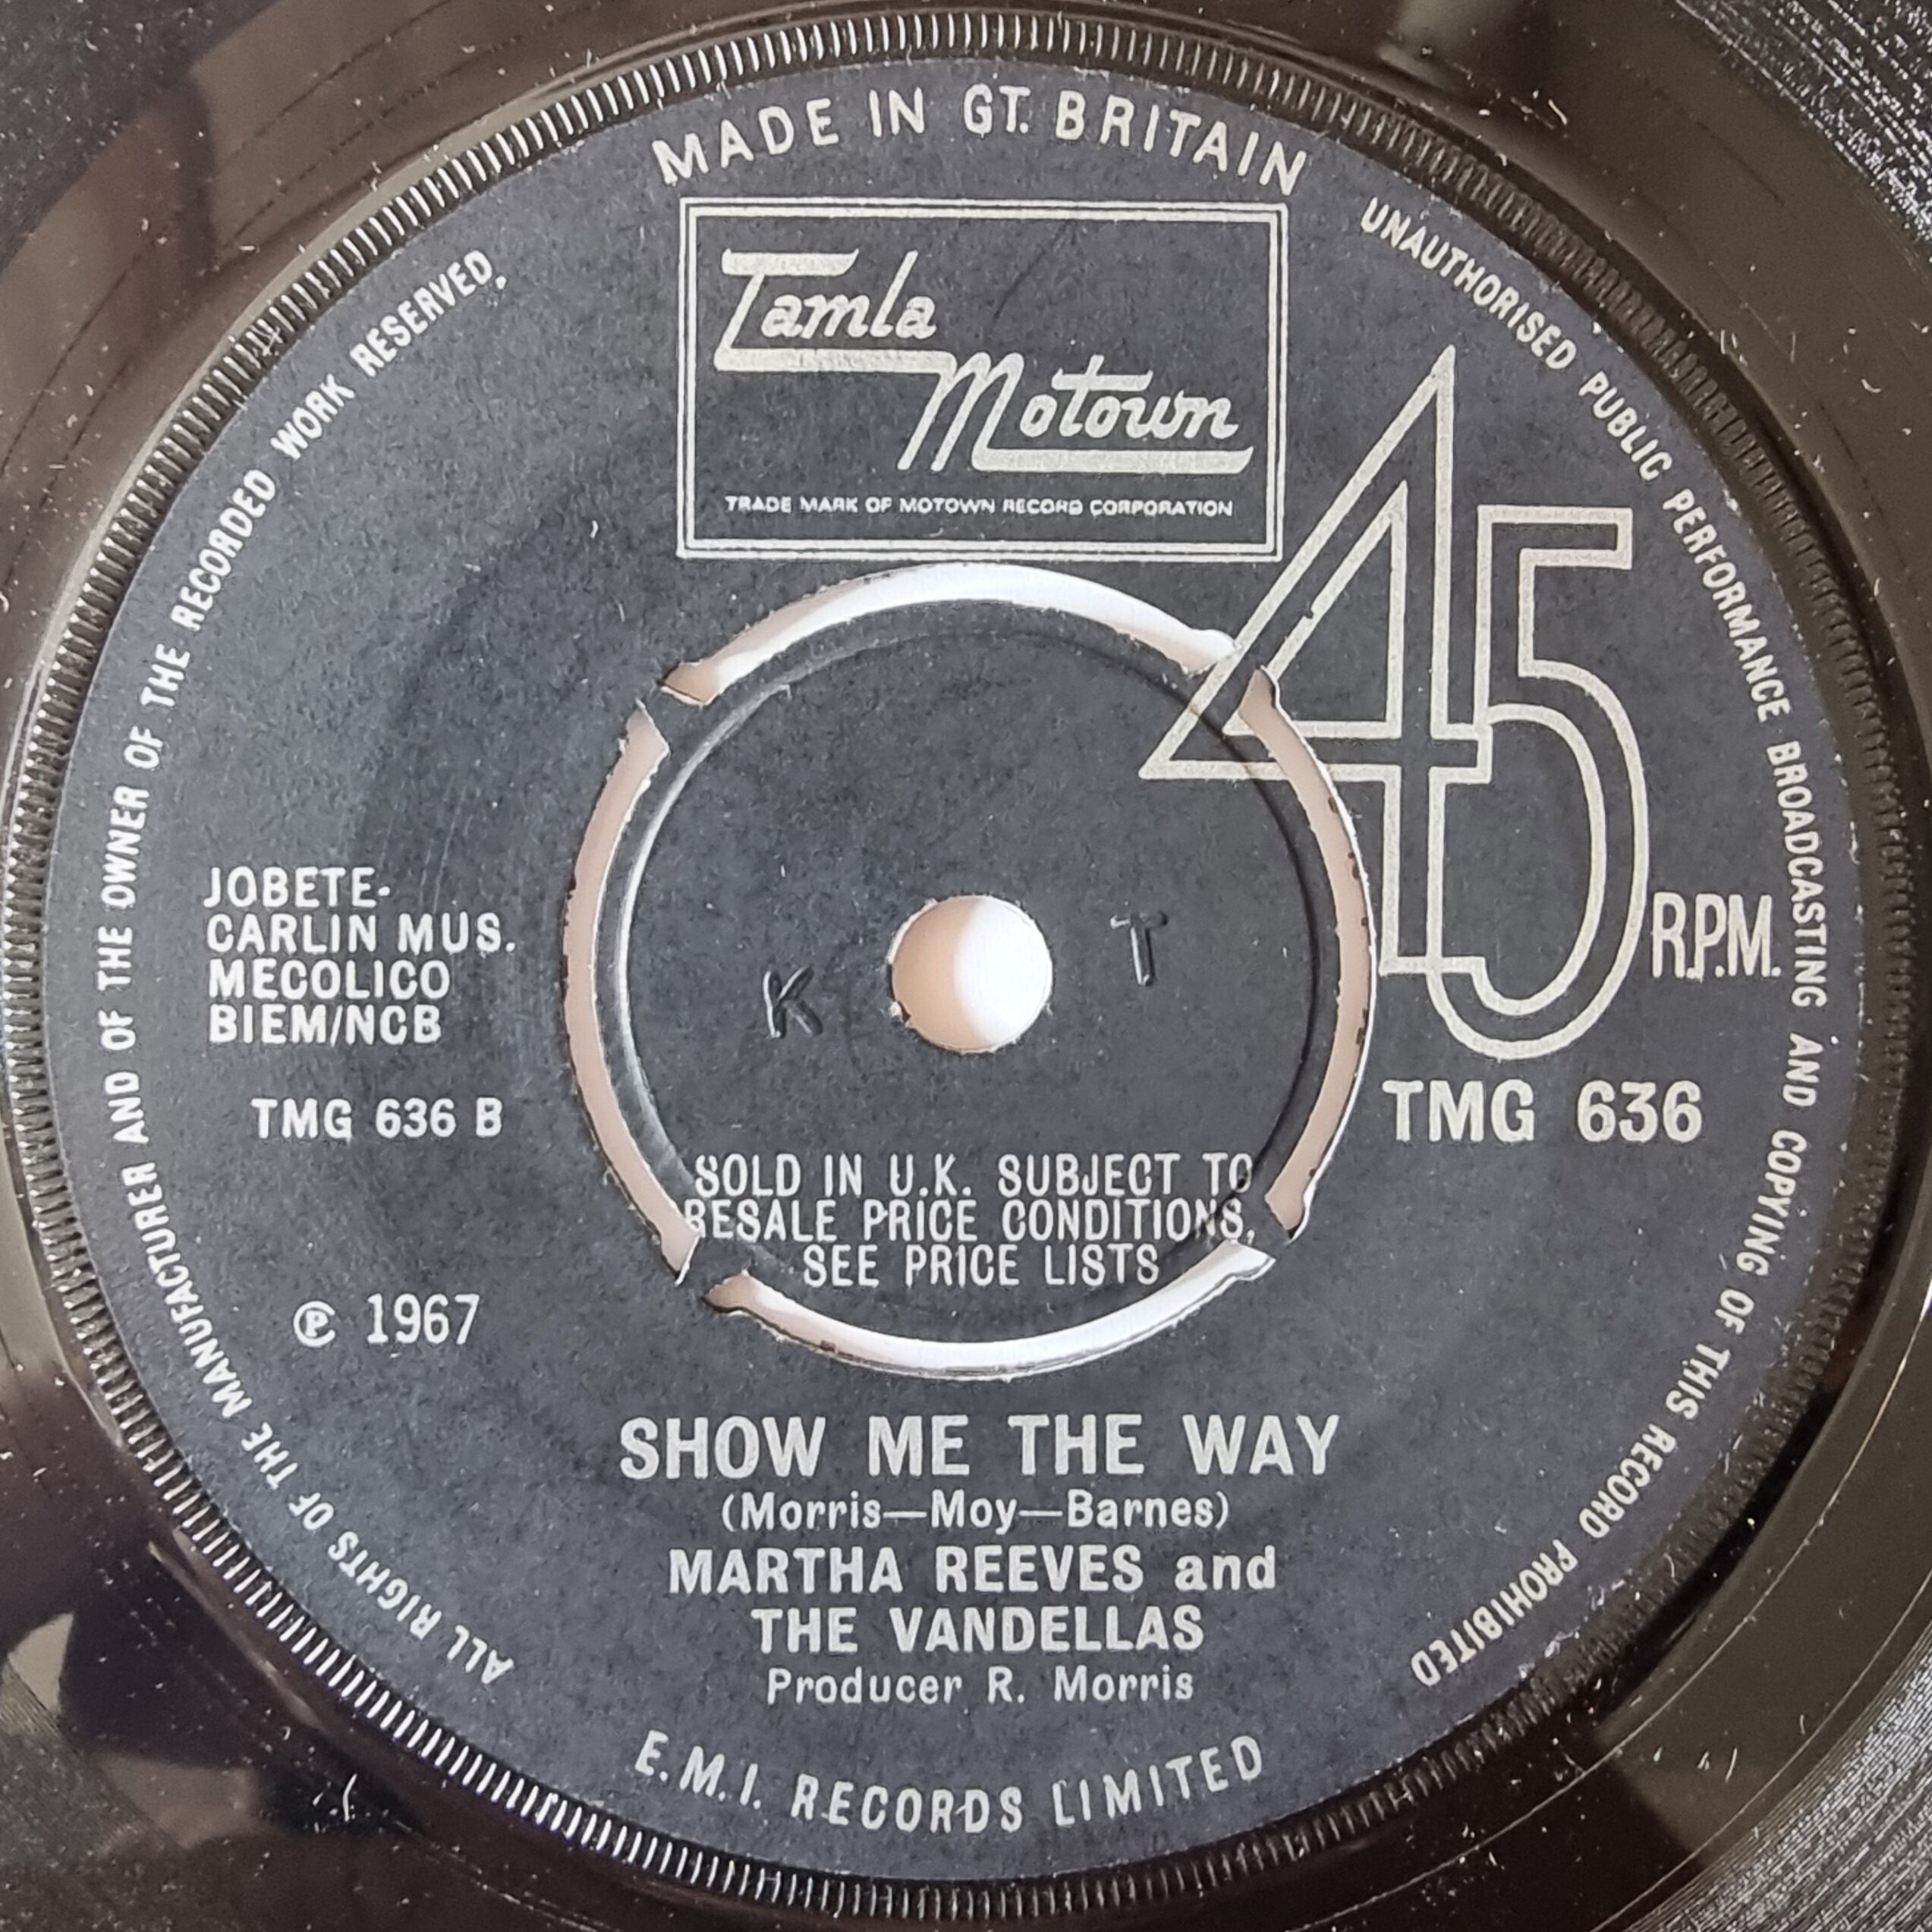 MADE IN GT. BRITAIN
Tamla
Motown
TRADE MARK OF MOTOWN RECORD CORPORATION
UNAUTHORISED PUBLIC PERFORMANCE BROADCASTING AND COPYING OF THIS RECORD PROHIBITED
ALL RIGHTS OF THE MANUFACTURER AND OF THE OWNER OF THE RECORDED WORK RESERVED.
45
R.P.M.
JOBETE-
CARLIN MUS.
MECOLICO
BIEM/NCB
K T
TMG 636 B
TMG 636
SOLD IN U.K. SUBJECT TO
RESALE PRICE CONDITIONS,
SEE PRICE LISTS
℗ 1967
SHOW ME THE WAY
(Morris—Moy—Barnes)
MARTHA REEVES and
THE VANDELLAS
Producer R. Morris
E.M.I. RECORDS LIMITED